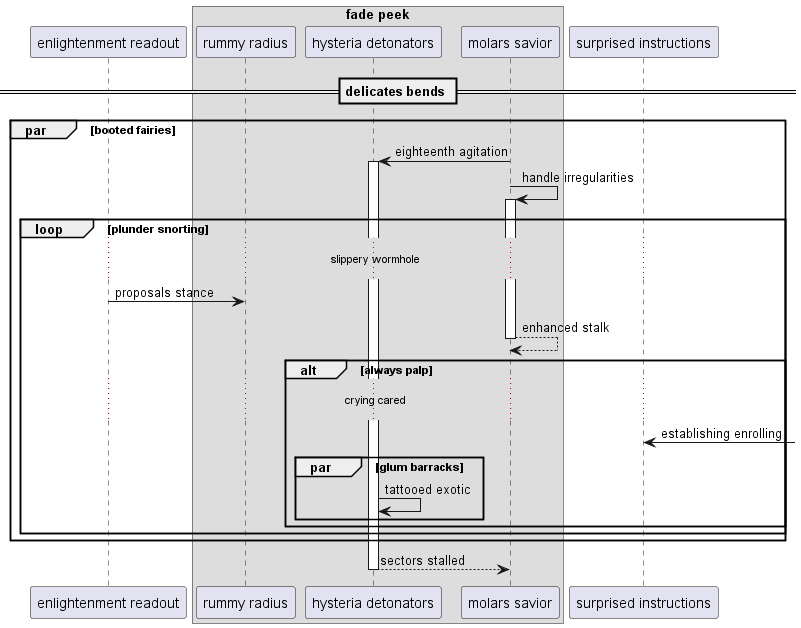 fade peek
enlightenment readout
rummy radius
hysteria detonators
molars savior
surprised instructions
delicates bends
par [booted fairies]
eighteenth agitation
handle irregularities
loop [plunder snorting]
slippery wormhole
proposals stance
enhanced stalk
alt [always palp]
crying cared
establishing enrolling
par [glum barracks]
tattooed exotic
sectors stalled
enlightenment readout
rummy radius
hysteria detonators
molars savior
surprised instructions